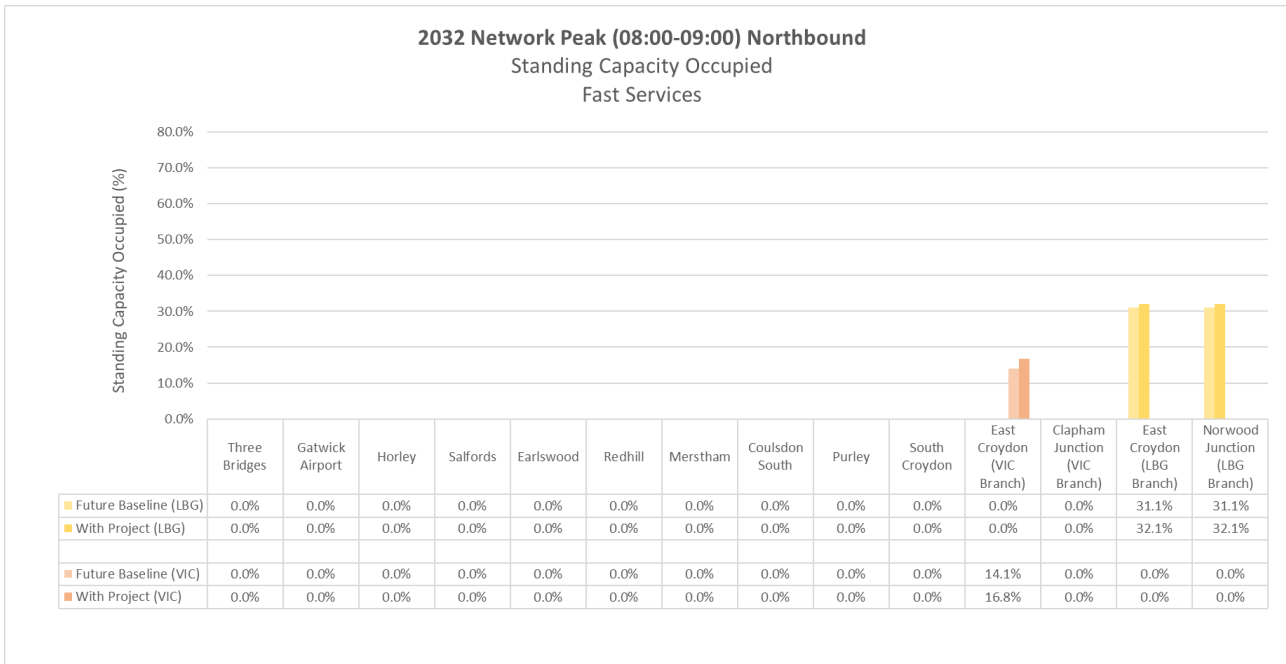 2032 Network Peak (08:00-09:00) Northbound
Standing Capacity Occupied
Fast Services
Standing Capacity Occupied (%)
80.0%
70.0%
60.0%
50.0%
40.0%
30.0%
20.0%
10.0%
0.0%
Three Bridges
Gatwick Airport
Horley
Salfords
Earlswood
Redhill
Merstham
Coulsdon South
Purley
South Croydon
East Croydon (VIC Branch)
Clapham Junction (VIC Branch)
East Croydon (LBG Branch)
Norwood Junction (LBG Branch)
Future Baseline (LBG) 0.0% 0.0% 0.0% 0.0% 0.0% 0.0% 0.0% 0.0% 0.0% 0.0% 0.0% 0.0% 31.1% 31.1%
With Project (LBG) 0.0% 0.0% 0.0% 0.0% 0.0% 0.0% 0.0% 0.0% 0.0% 0.0% 0.0% 0.0% 32.1% 32.1%
Future Baseline (VIC) 0.0% 0.0% 0.0% 0.0% 0.0% 0.0% 0.0% 0.0% 0.0% 0.0% 14.1% 0.0% 0.0% 0.0%
With Project (VIC) 0.0% 0.0% 0.0% 0.0% 0.0% 0.0% 0.0% 0.0% 0.0% 0.0% 16.8% 0.0% 0.0% 0.0%